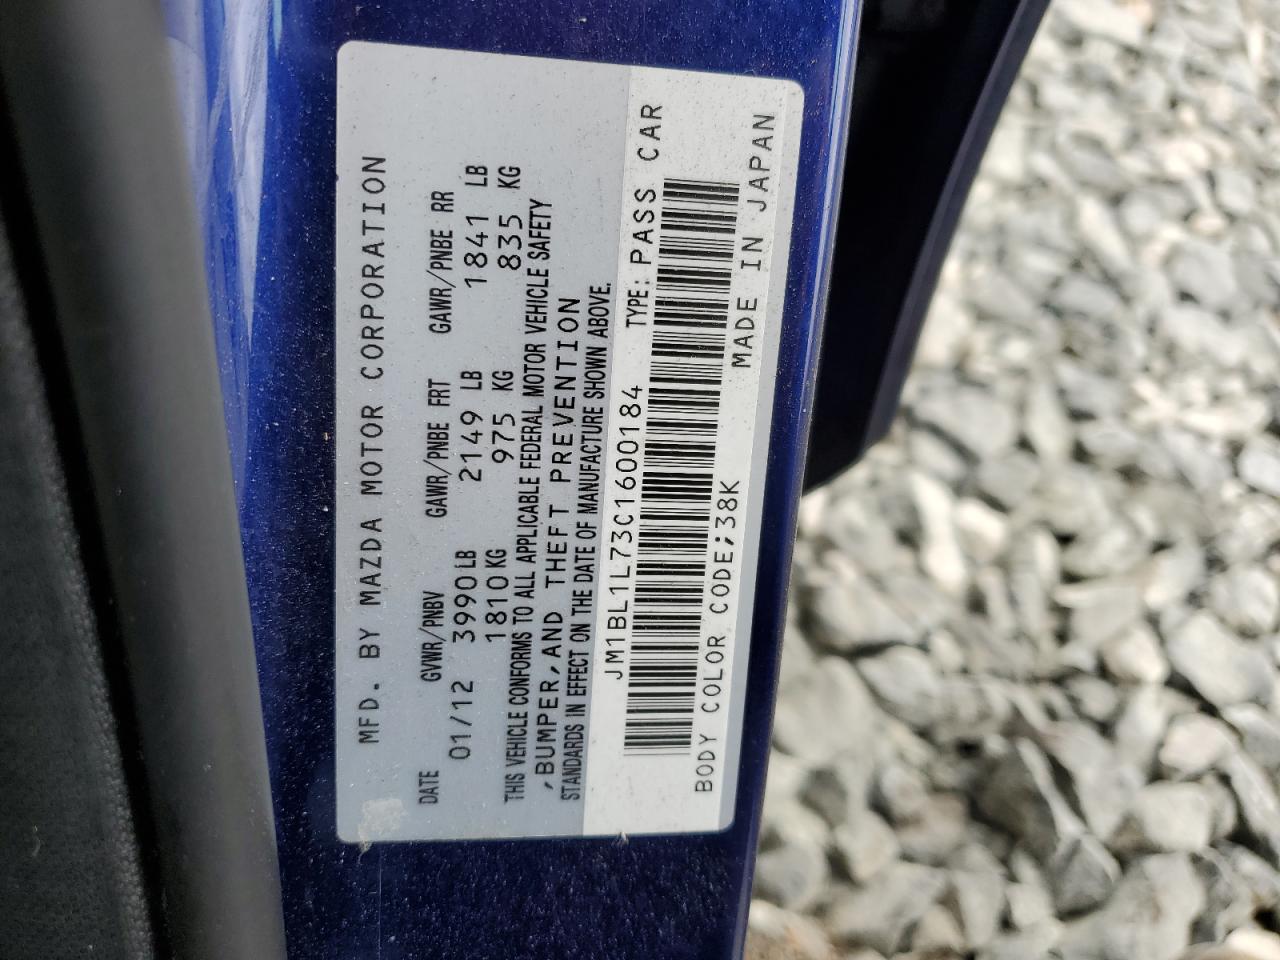 MFD. BY MAZDA MOTOR CORPORATION
DATE GVWR/PNBV GAWR/PNBE FRT GAWR/PNBE RR
01/12 3990LB 2149 LB 1841 LB
1810KG 975 KG 835 KG
THIS VEHICLE CONFORMS TO ALL APPLICABLE FEDERAL MOTOR VEHICLE SAFETY
,BUMPER,AND THEFT PREVENTION
STANDARDS IN EFFECT ON THE DATE OF MANUFACTURE SHOWN ABOVE.
JM1BL1L73C1600184 TYPE: PASS CAR
BODY COLOR CODE;38K MADE IN JAPAN